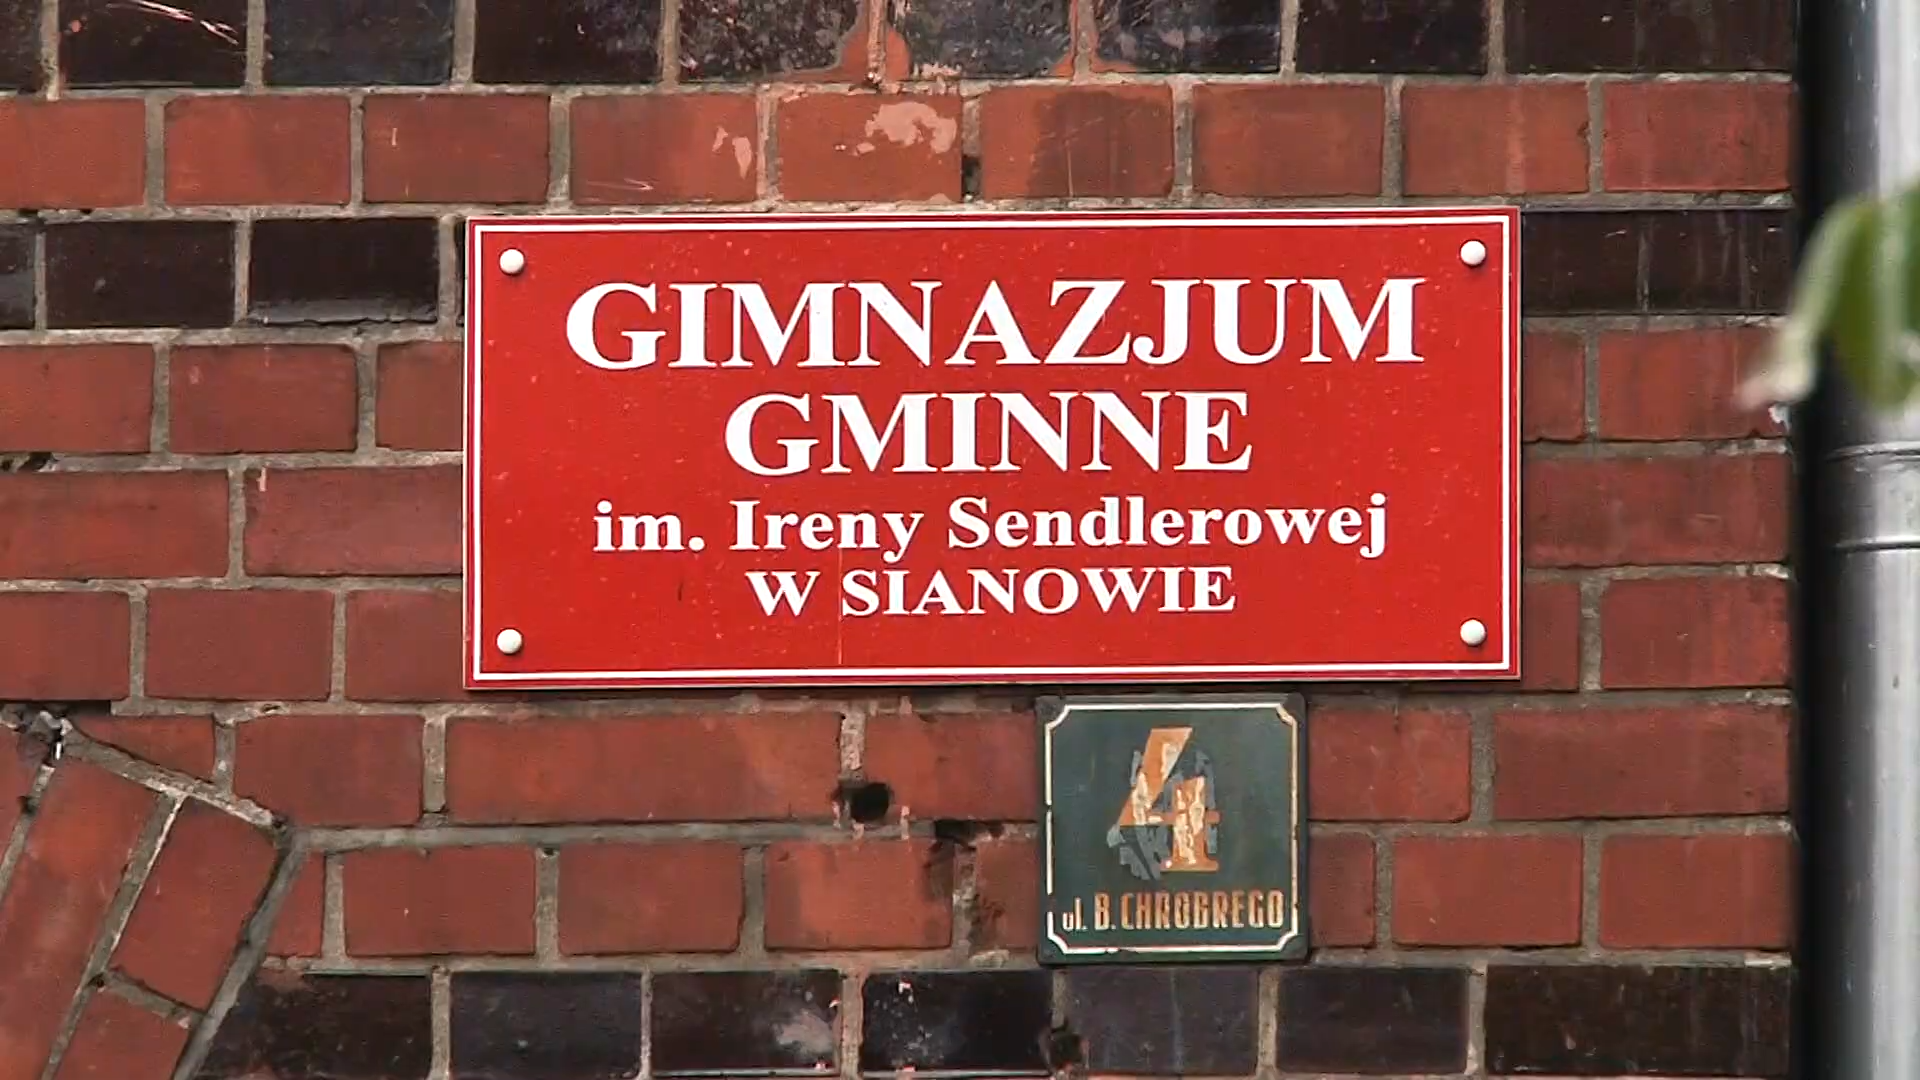 GIMNAZJUM
GMINNE
im. Ireny Sendlerowej
W SIANOWIE
4
ul. B. CHROBREGO